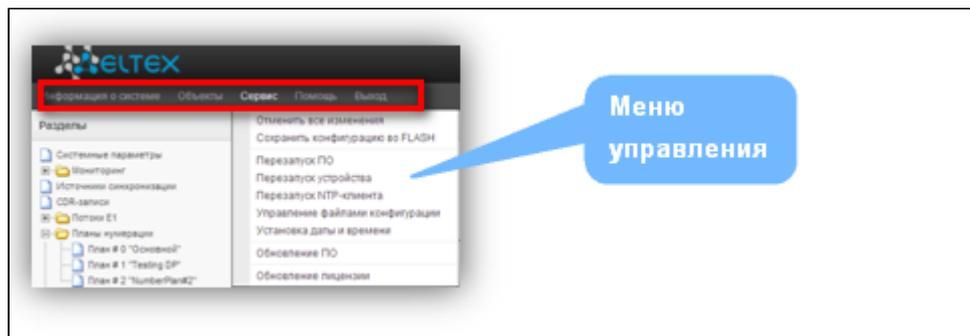 ELTEX
Информация о системе Объекты Сервис Помощь Выход
Разделы
Системные параметры
Мониторинг
Источники синхронизации
CDR-записи
Потоки E1
Планы нумерации
План # 0 "Основной"
План # 1 "Testing DP"
План # 2 "NumberPlan#2"
Отменить все изменения
Сохранить конфигурацию во FLASH
Перезапуск ПО
Перезапуск устройства
Перезапуск NTP-клиента
Управление файлами конфигурации
Установка даты и времени
Обновление ПО
Обновление лицензии
Меню
управления